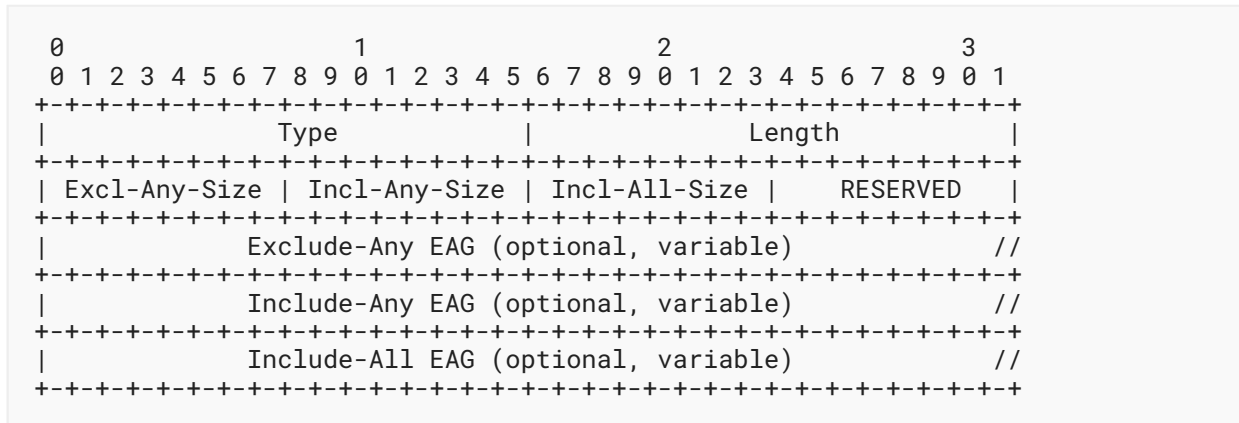 0                   1                   2                   3
 0 1 2 3 4 5 6 7 8 9 0 1 2 3 4 5 6 7 8 9 0 1 2 3 4 5 6 7 8 9 0 1
+-+-+-+-+-+-+-+-+-+-+-+-+-+-+-+-+-+-+-+-+-+-+-+-+-+-+-+-+-+-+-+-+
|               Type            |              Length           |
+-+-+-+-+-+-+-+-+-+-+-+-+-+-+-+-+-+-+-+-+-+-+-+-+-+-+-+-+-+-+-+-+
| Excl-Any-Size | Incl-Any-Size | Incl-All-Size |    RESERVED   |
+-+-+-+-+-+-+-+-+-+-+-+-+-+-+-+-+-+-+-+-+-+-+-+-+-+-+-+-+-+-+-+-+
|             Exclude-Any EAG (optional, variable)             //
+-+-+-+-+-+-+-+-+-+-+-+-+-+-+-+-+-+-+-+-+-+-+-+-+-+-+-+-+-+-+-+-+
|             Include-Any EAG (optional, variable)             //
+-+-+-+-+-+-+-+-+-+-+-+-+-+-+-+-+-+-+-+-+-+-+-+-+-+-+-+-+-+-+-+-+
|             Include-All EAG (optional, variable)             //
+-+-+-+-+-+-+-+-+-+-+-+-+-+-+-+-+-+-+-+-+-+-+-+-+-+-+-+-+-+-+-+-+